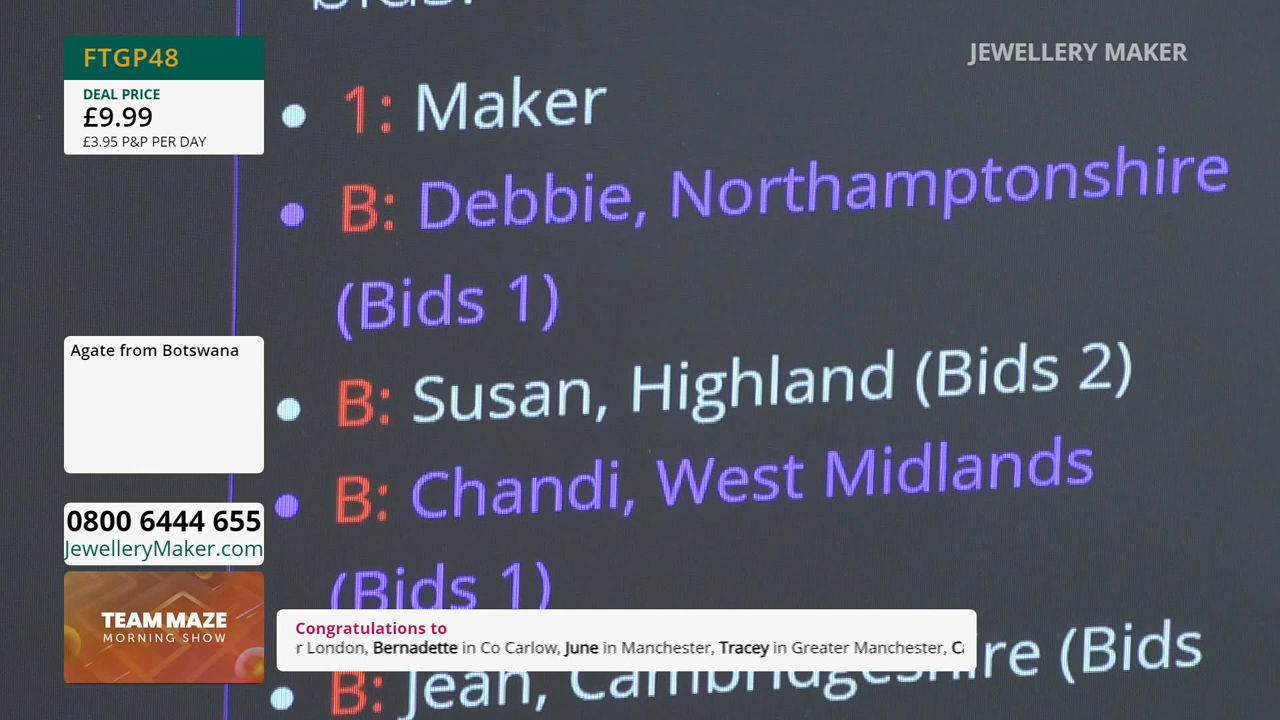 bids.
FTGP48
DEAL PRICE
£9.99
£3.95 P&P PER DAY
JEWELLERY MAKER
1: Maker
B: Debbie, Northamptonshire
(Bids 1)
B: Susan, Highland (Bids 2)
B: Chandi, West Midlands
(Bids 1)
B: Jean, Cambridgeshire (Bids
Agate from Botswana
0800 6444 655
JewelleryMaker.com
TEAM MAZE
MORNING SHOW
Congratulations to
r London, Bernadette in Co Carlow, June in Manchester, Tracey in Greater Manchester,